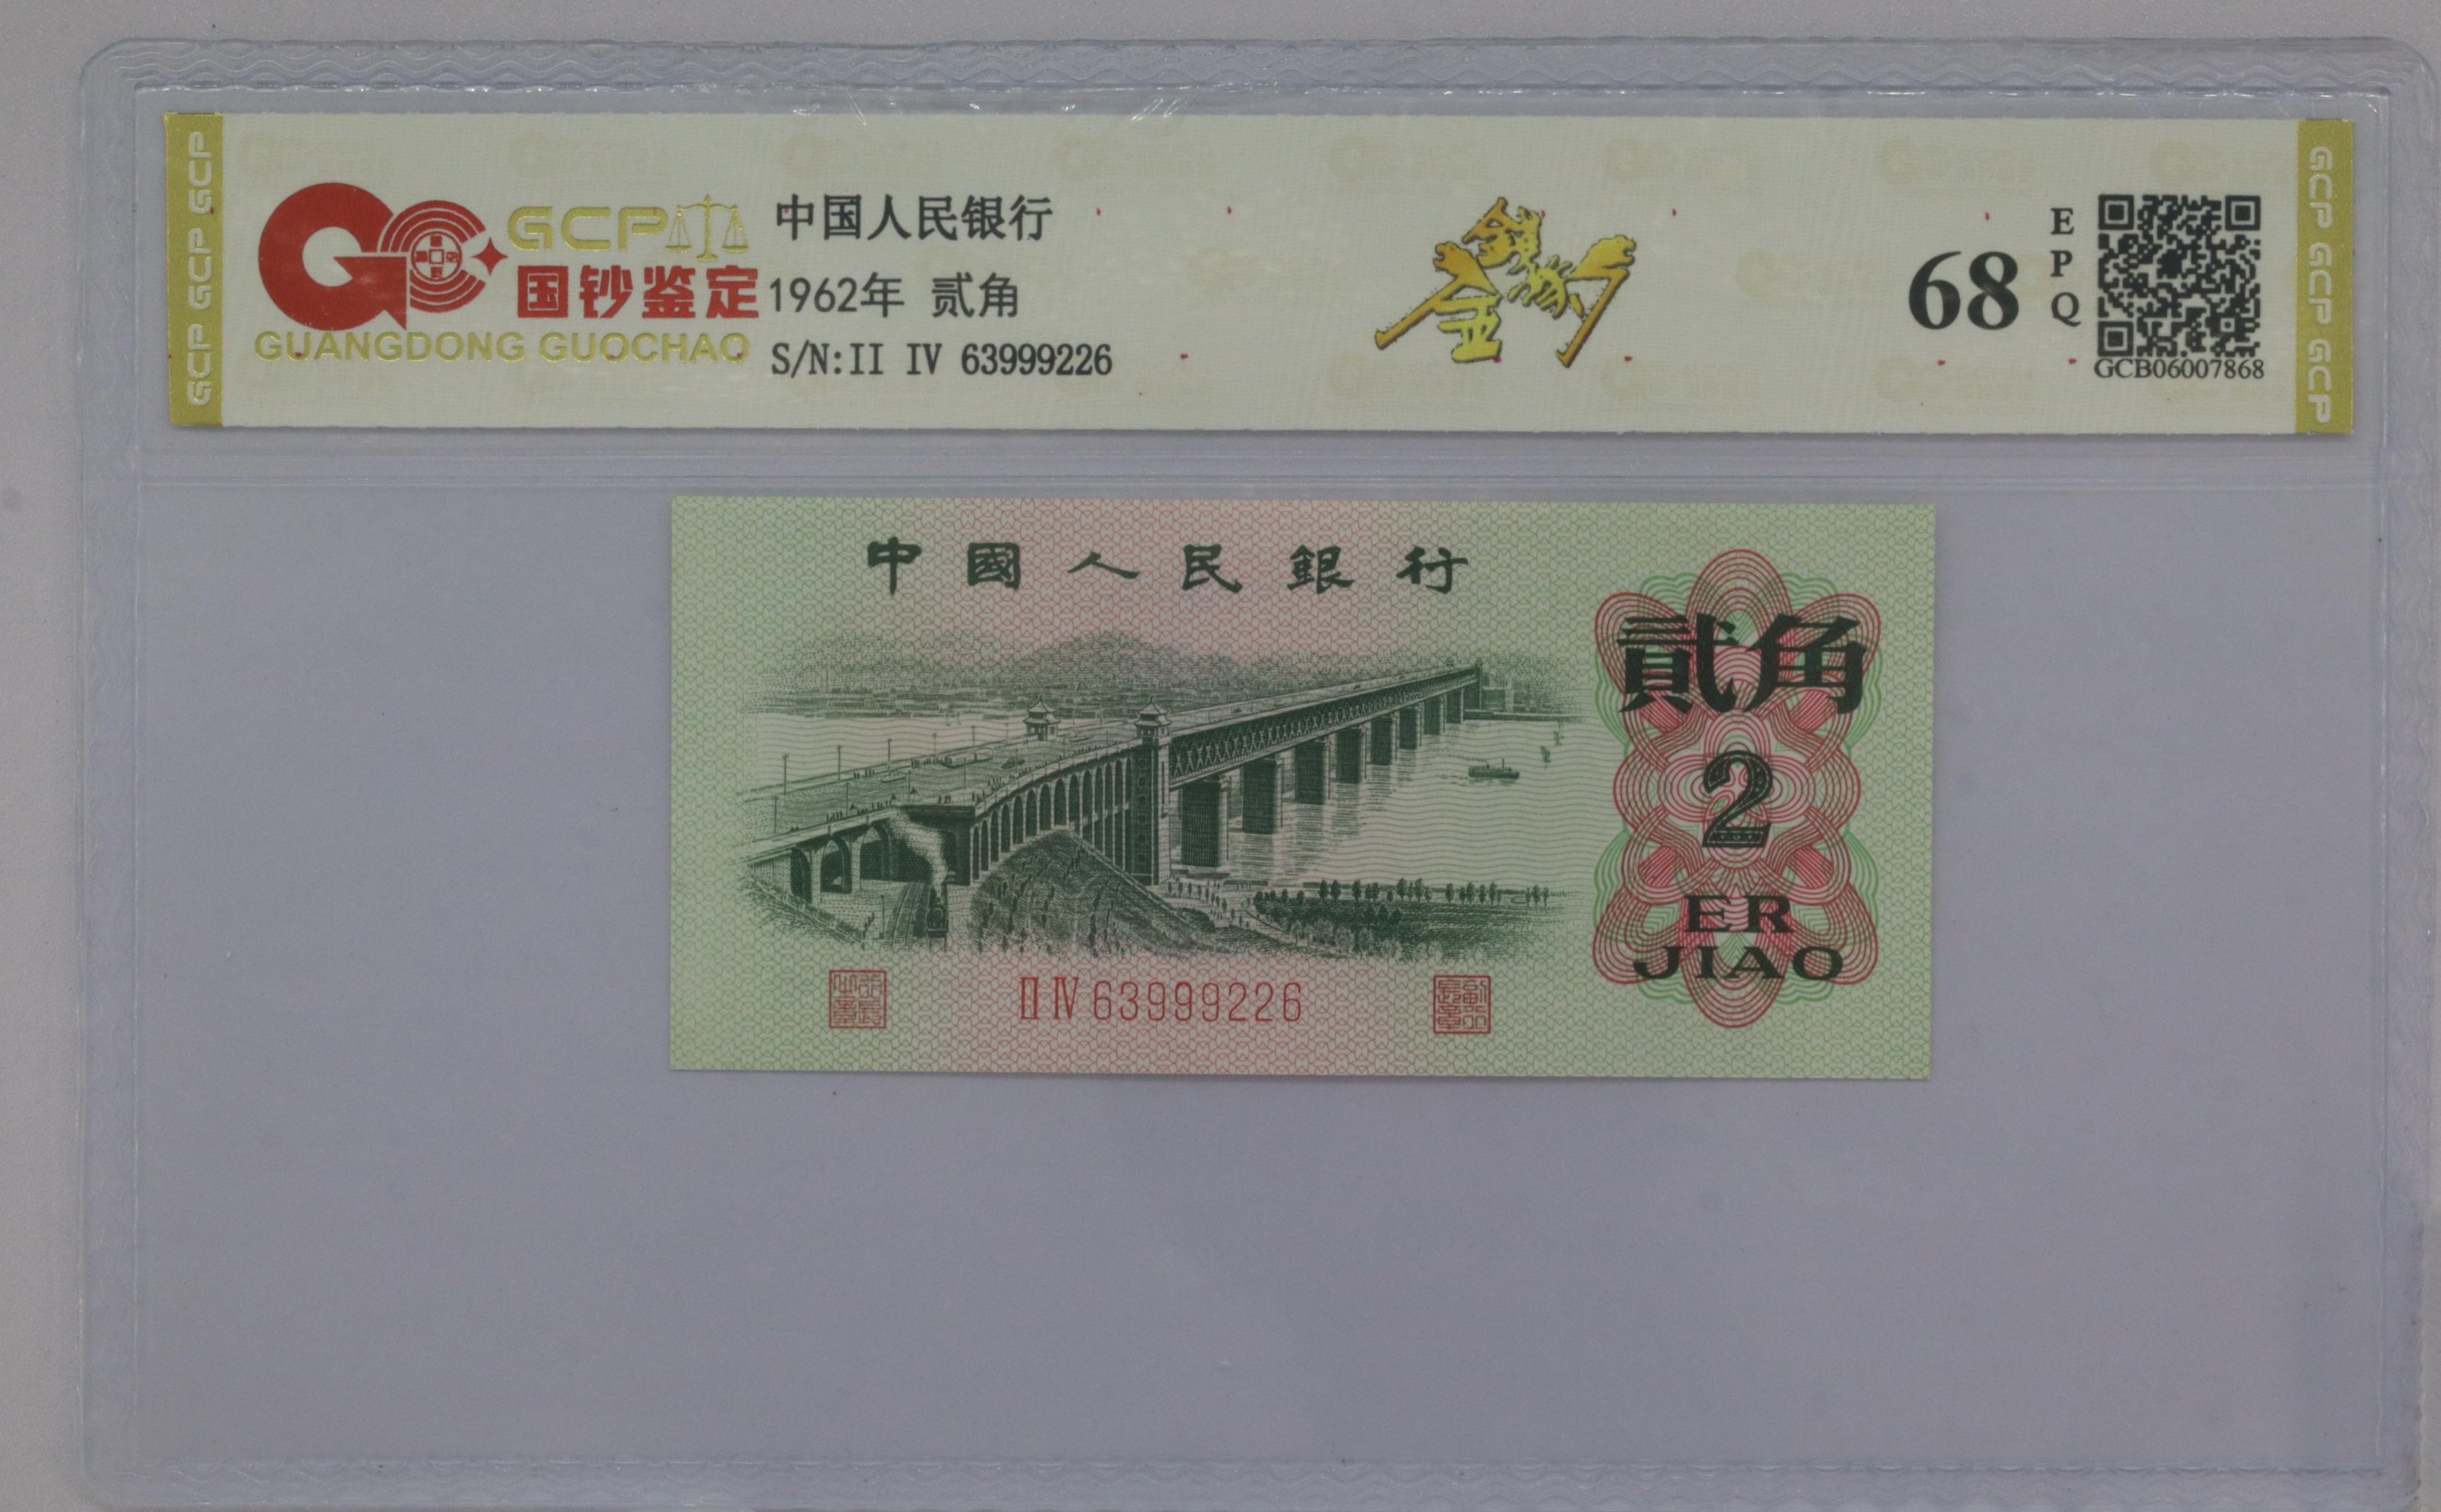 GCP GCP GCP
GCP
国钞鉴定
GUANGDONG GUOCHAO
中国人民银行
1962年 贰角
S/N:II IV 63999226
68
EPQ
GCB06007868
GCP GCP GCP
中國人民銀行
貳角
2
ER
JIAO
II IV 63999226